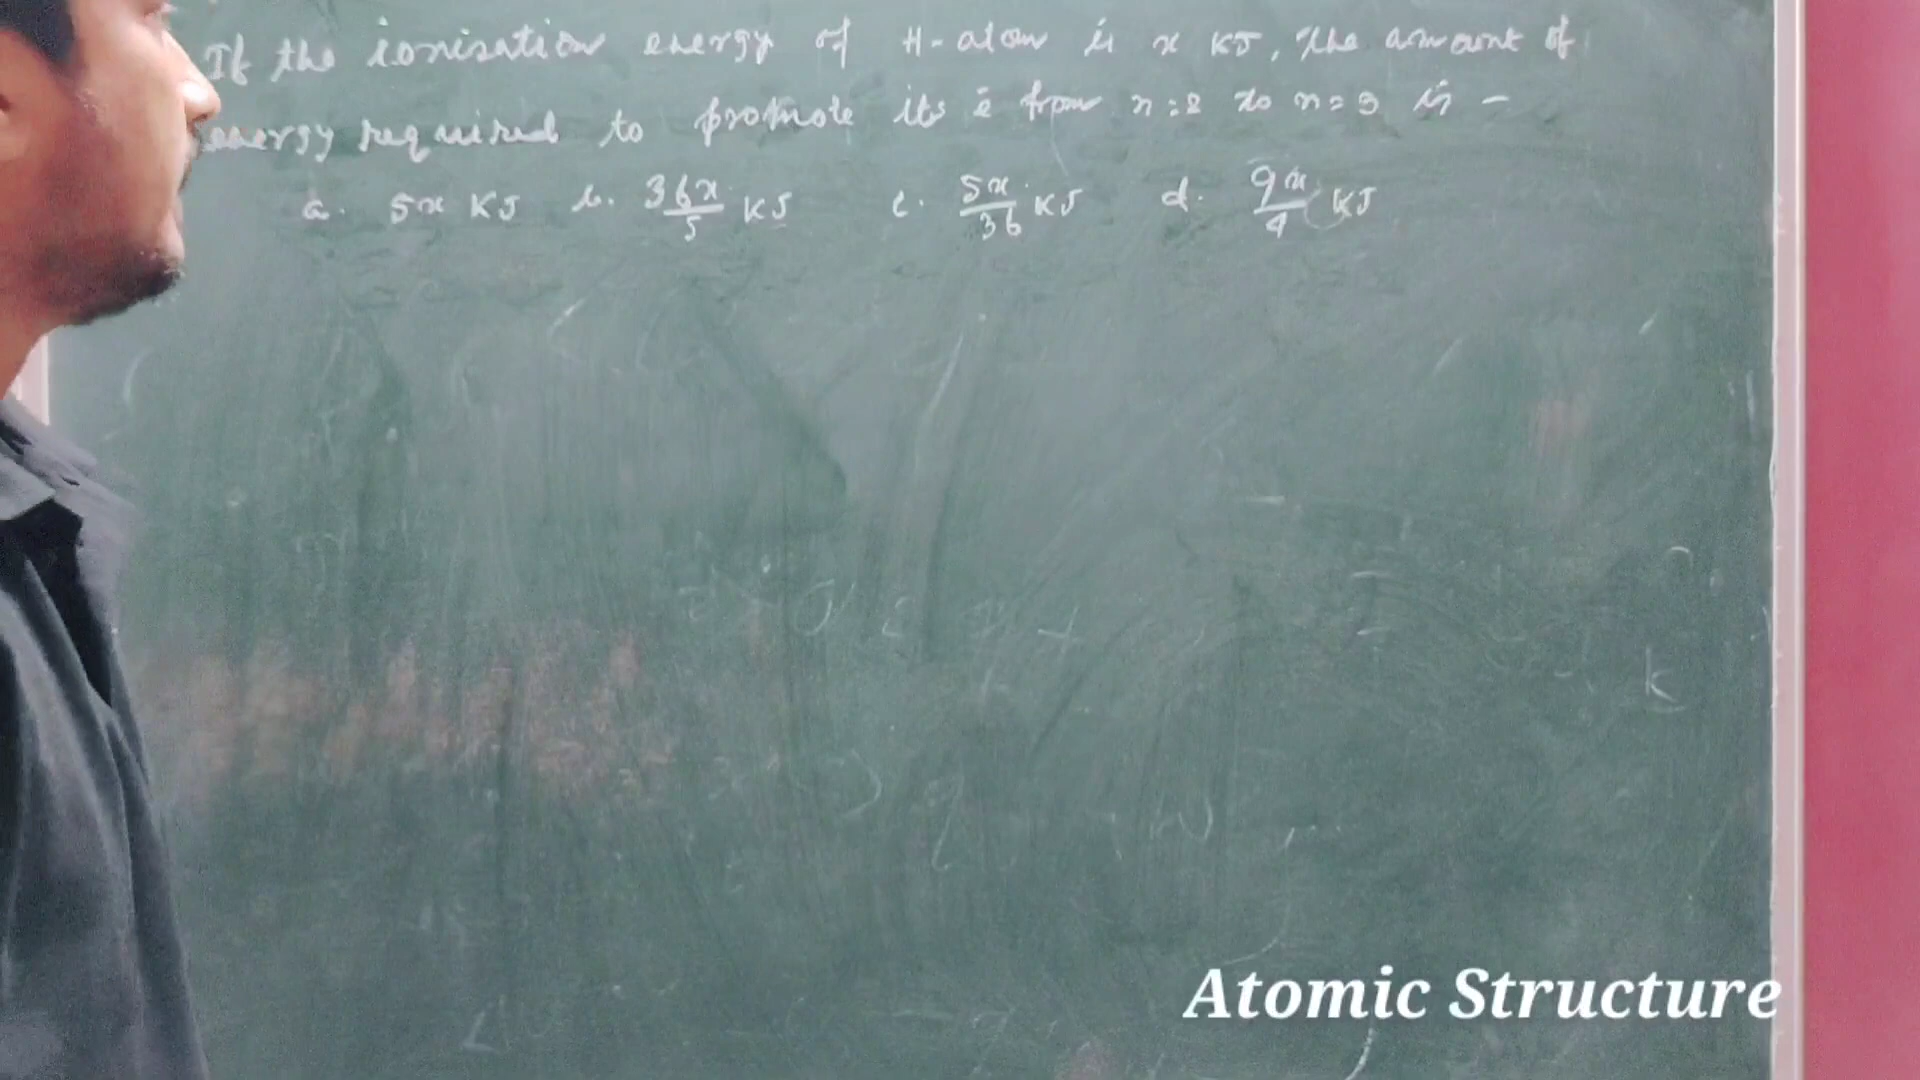 If the ionisation energy of H-atom is x KJ, the amount of
energy required to promote its ē from n=2 to n=3 is -
a. 5x KJ b. 36x/5 KJ c. 5x/36 KJ d. 9x/4 KJ
k
Atomic Structure